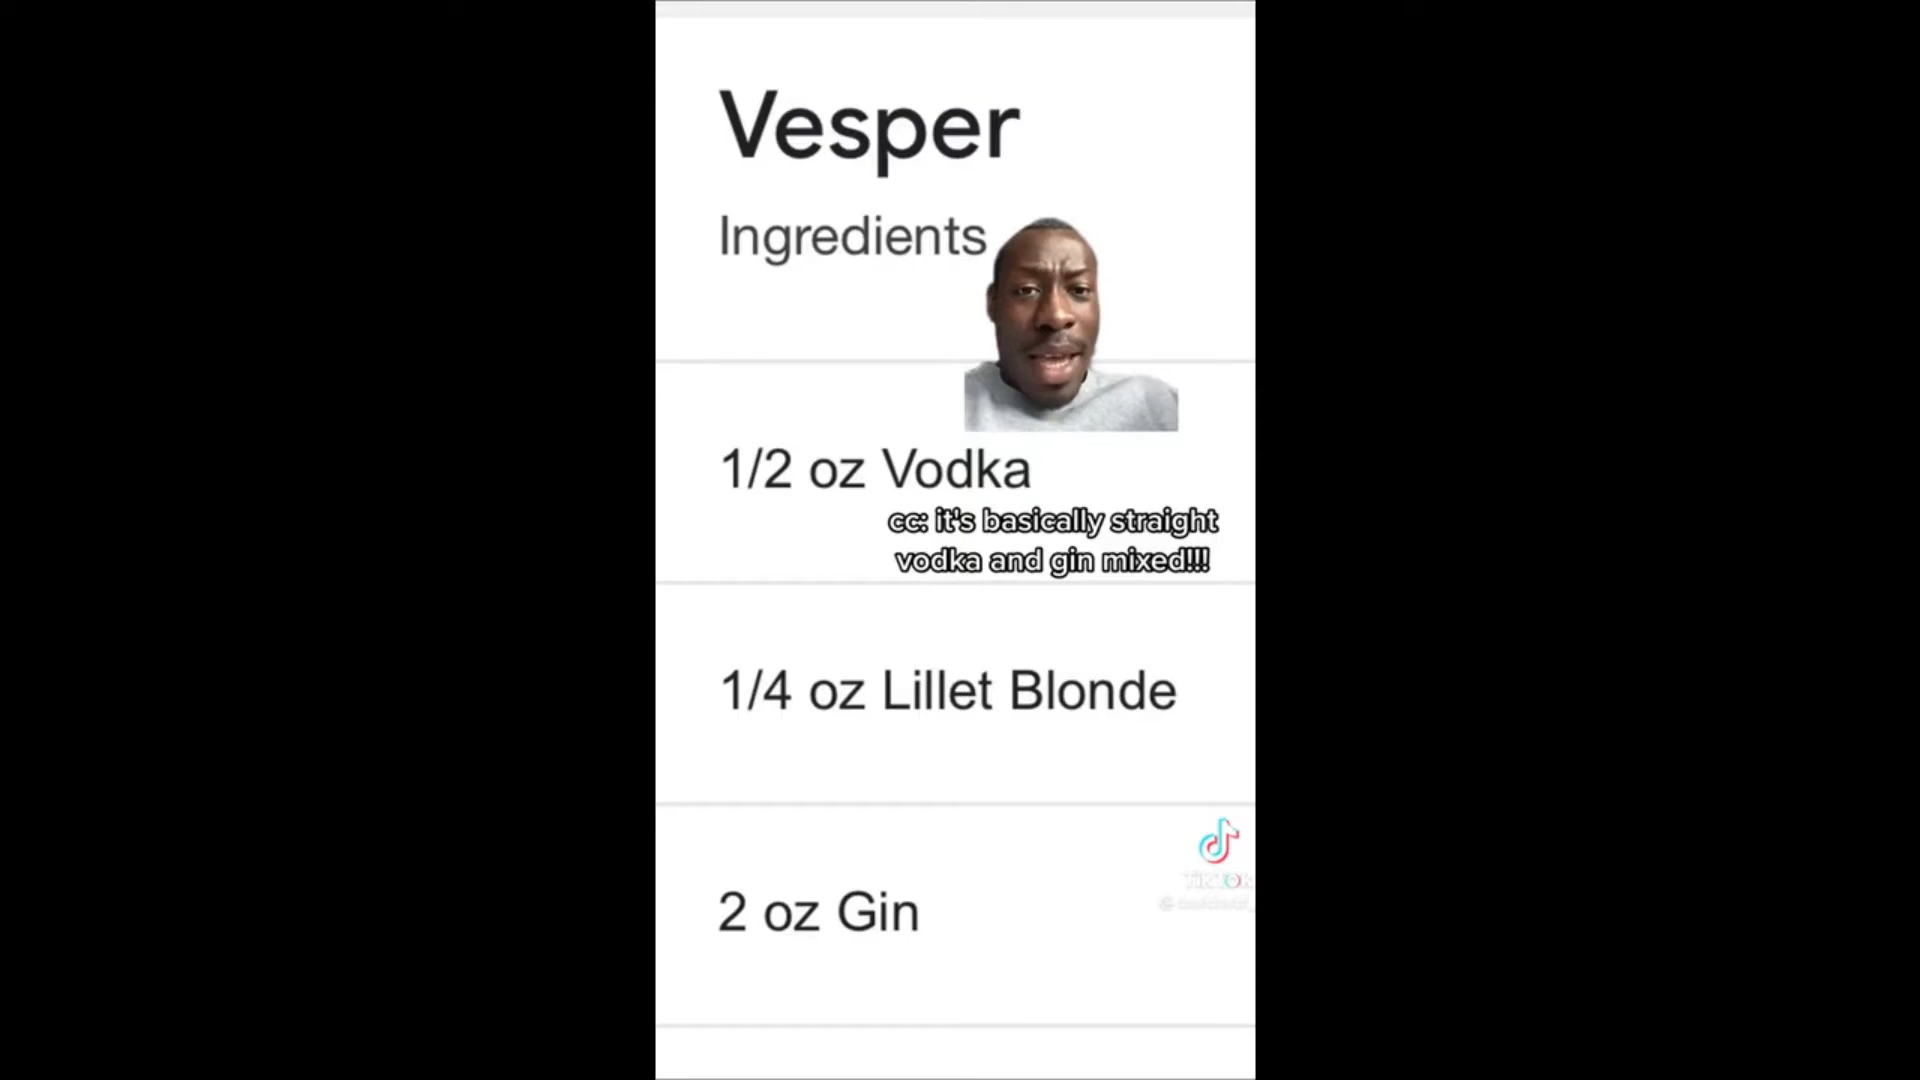 Vesper
Ingredients
1/2 oz Vodka
cc: it's basically straight
vodka and gin mixed!!!
1/4 oz Lillet Blonde
2 oz Gin
TikTok